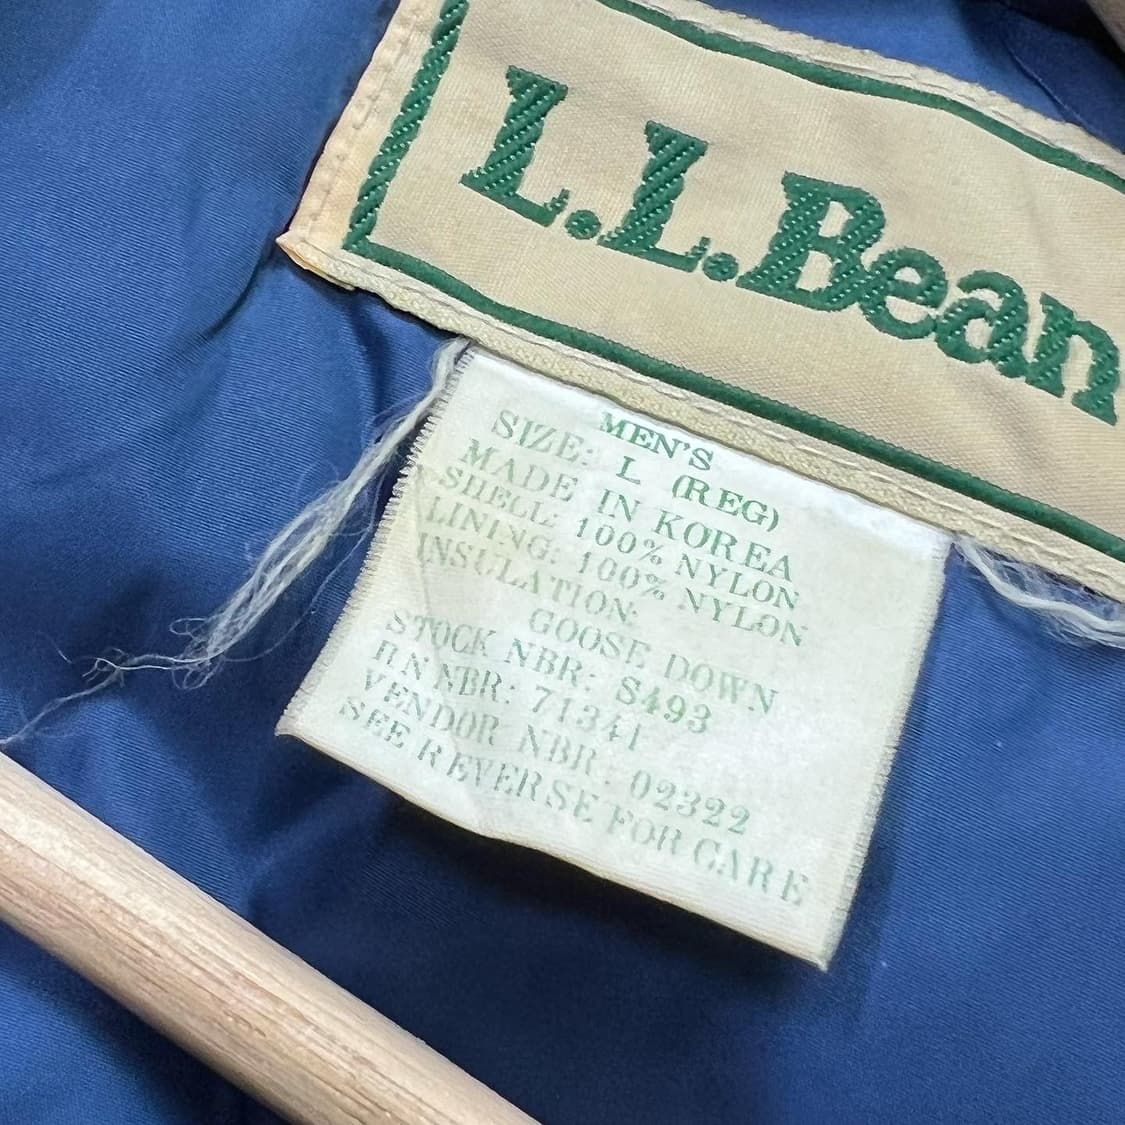 L.L.Bean
MEN'S
SIZE: L (REG)
MADE IN KOREA
SHELL: 100% NYLON
LINING: 100% NYLON
INSULATION:
GOOSE DOWN
STOCK NBR: S493
RN NBR: 71341
VENDOR NBR: 02322
SEE REVERSE FOR CARE